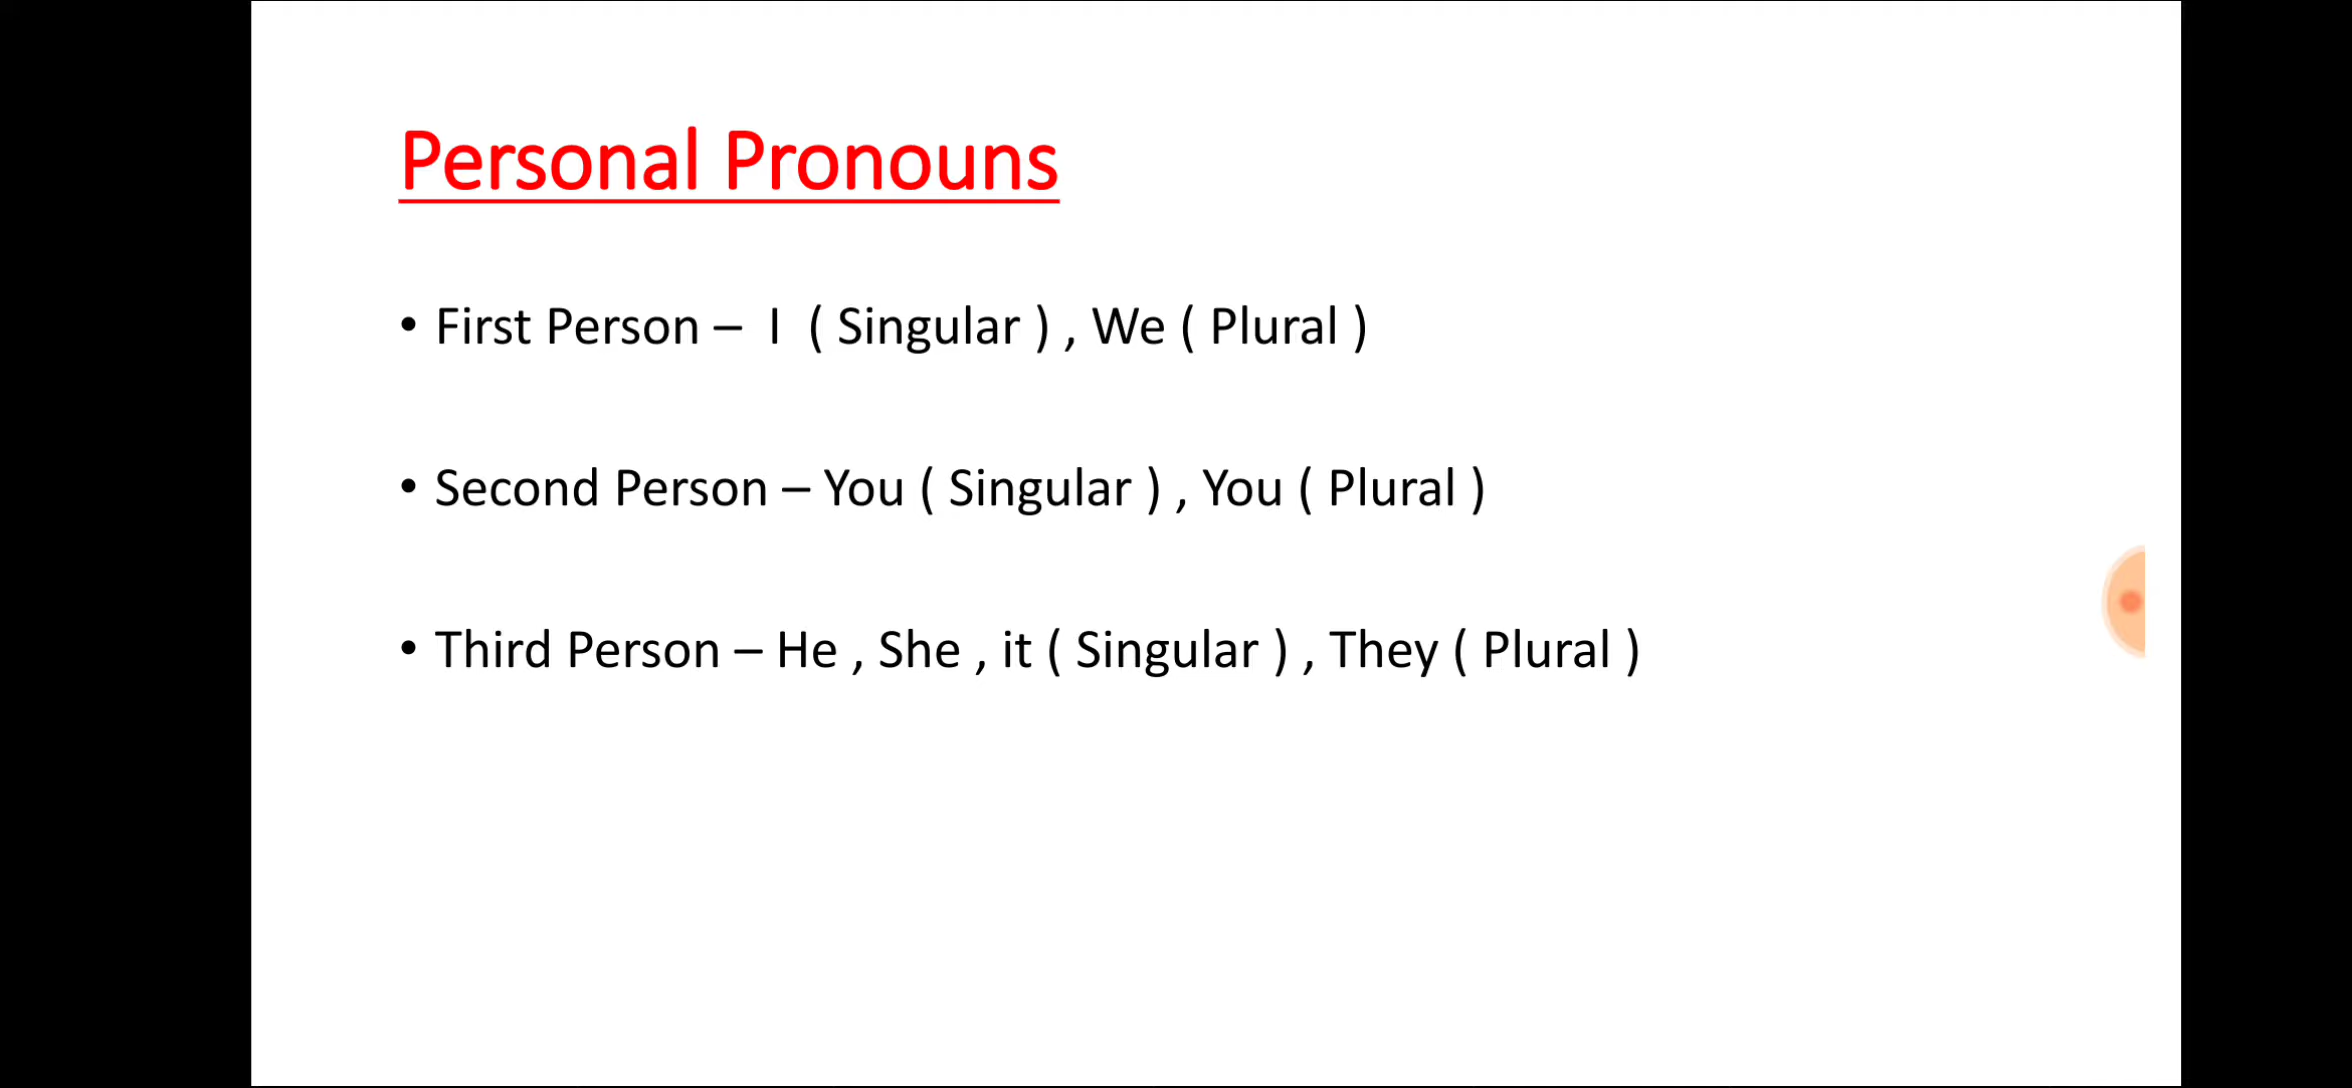 Personal Pronouns
• First Person – I ( Singular ) , We ( Plural )
• Second Person – You ( Singular ) , You ( Plural )
• Third Person – He , She , it ( Singular ) , They ( Plural )